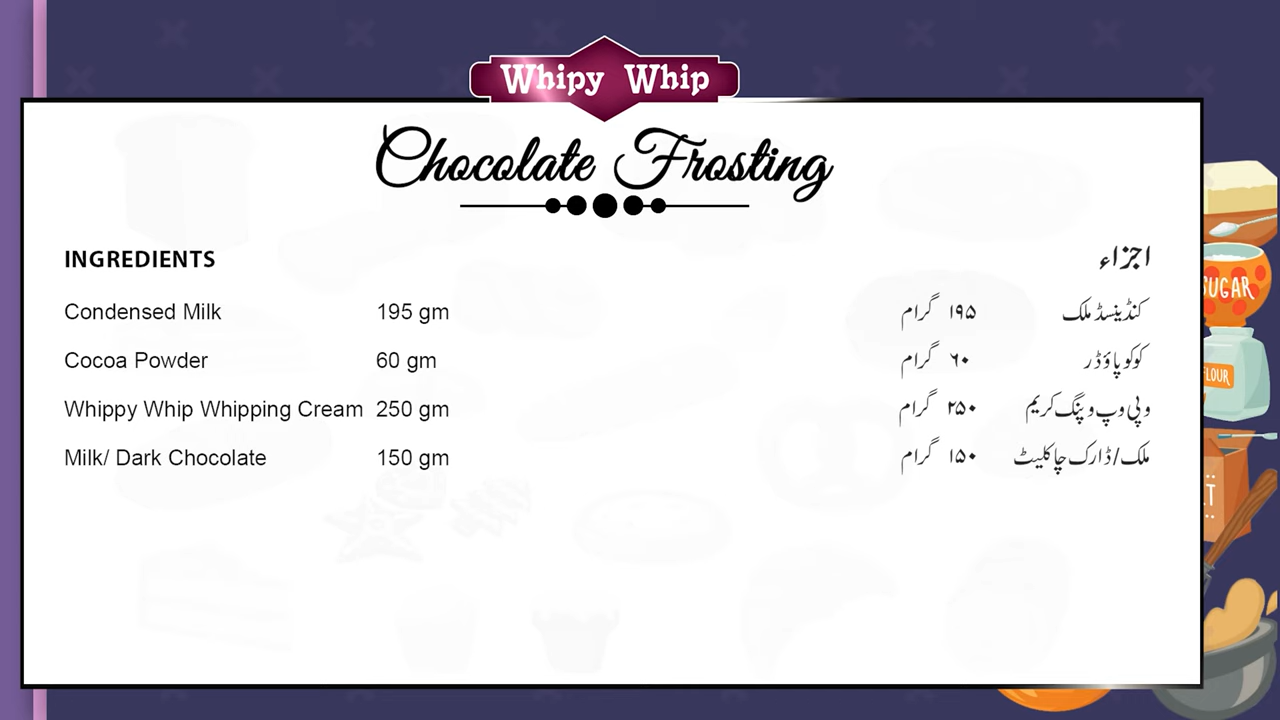 Whipy Whip
Chocolate Frosting
INGREDIENTS اجزاء
Condensed Milk 195 gm کنڈینسڈ ملک ۱۹۵ گرام
Cocoa Powder 60 gm کوکو پاؤڈر ۶۰ گرام
Whippy Whip Whipping Cream 250 gm وپی وپ وپنگ کریم ۲۵۰ گرام
Milk/ Dark Chocolate 150 gm ملک/ڈارک چاکلیٹ ۱۵۰ گرام
SUGAR
FLOUR